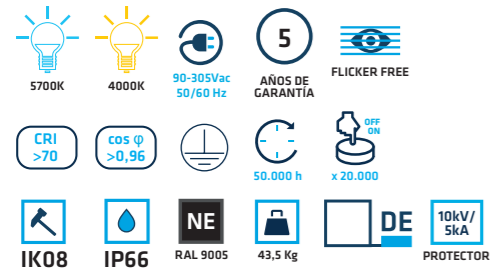 5700K
4000K
90-305Vac
50/60 Hz
5
AÑOS DE
GARANTÍA
FLICKER FREE
CRI
>70
cos φ
>0,96
50.000 h
OFF
ON
x 20.000
IK08
IP66
NE
RAL 9005
43,5 Kg
DE
10kV/
5kA
PROTECTOR